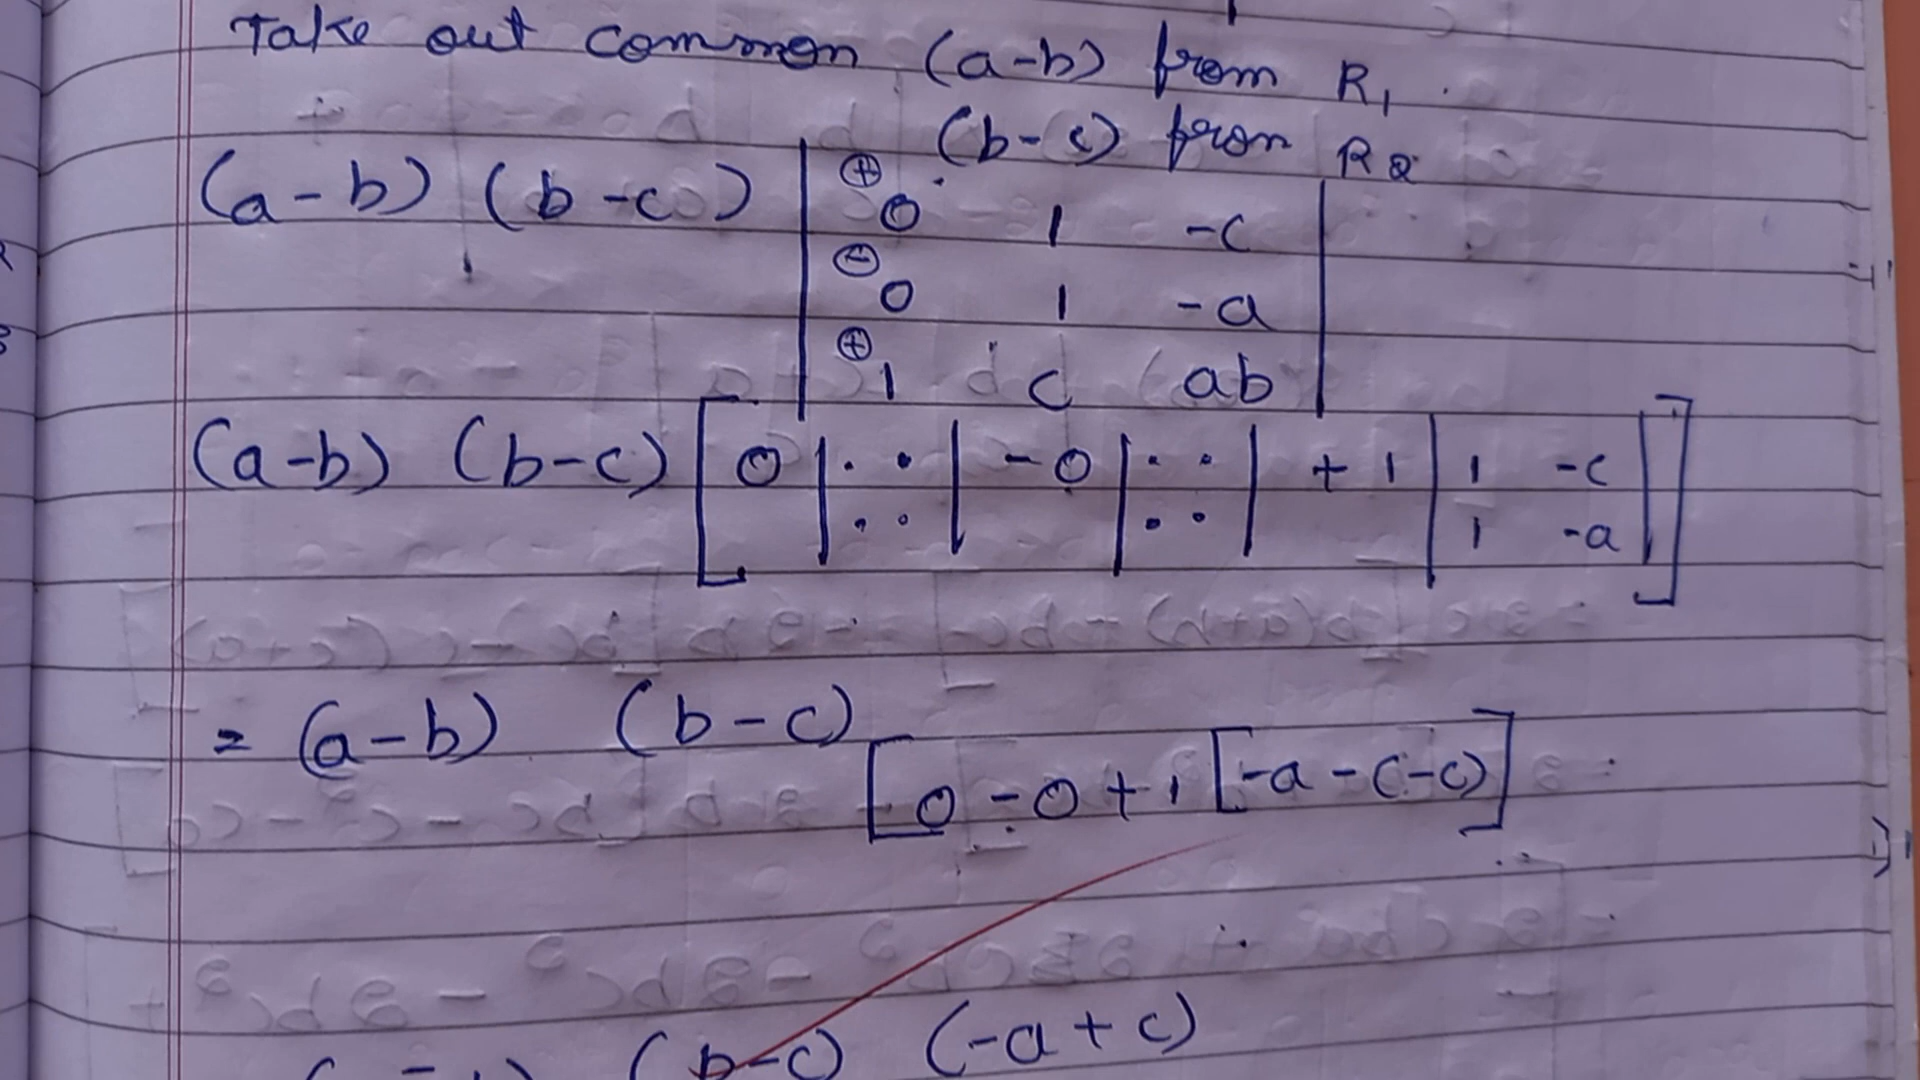 Take out common (a-b) from R1
(b-c) from R2
(a-b) (b-c) | ⊕ 0 1 -c |
⊖ 0 1 -a
⊕ 1 c ab
(a-b) (b-c) [ 0 | . . | - 0 | . . | + 1 | 1 -c | ]
. . . . 1 -a
= (a-b) (b-c) [0 - 0 + 1 [-a - (-c)]
(b-c) (-a+c)